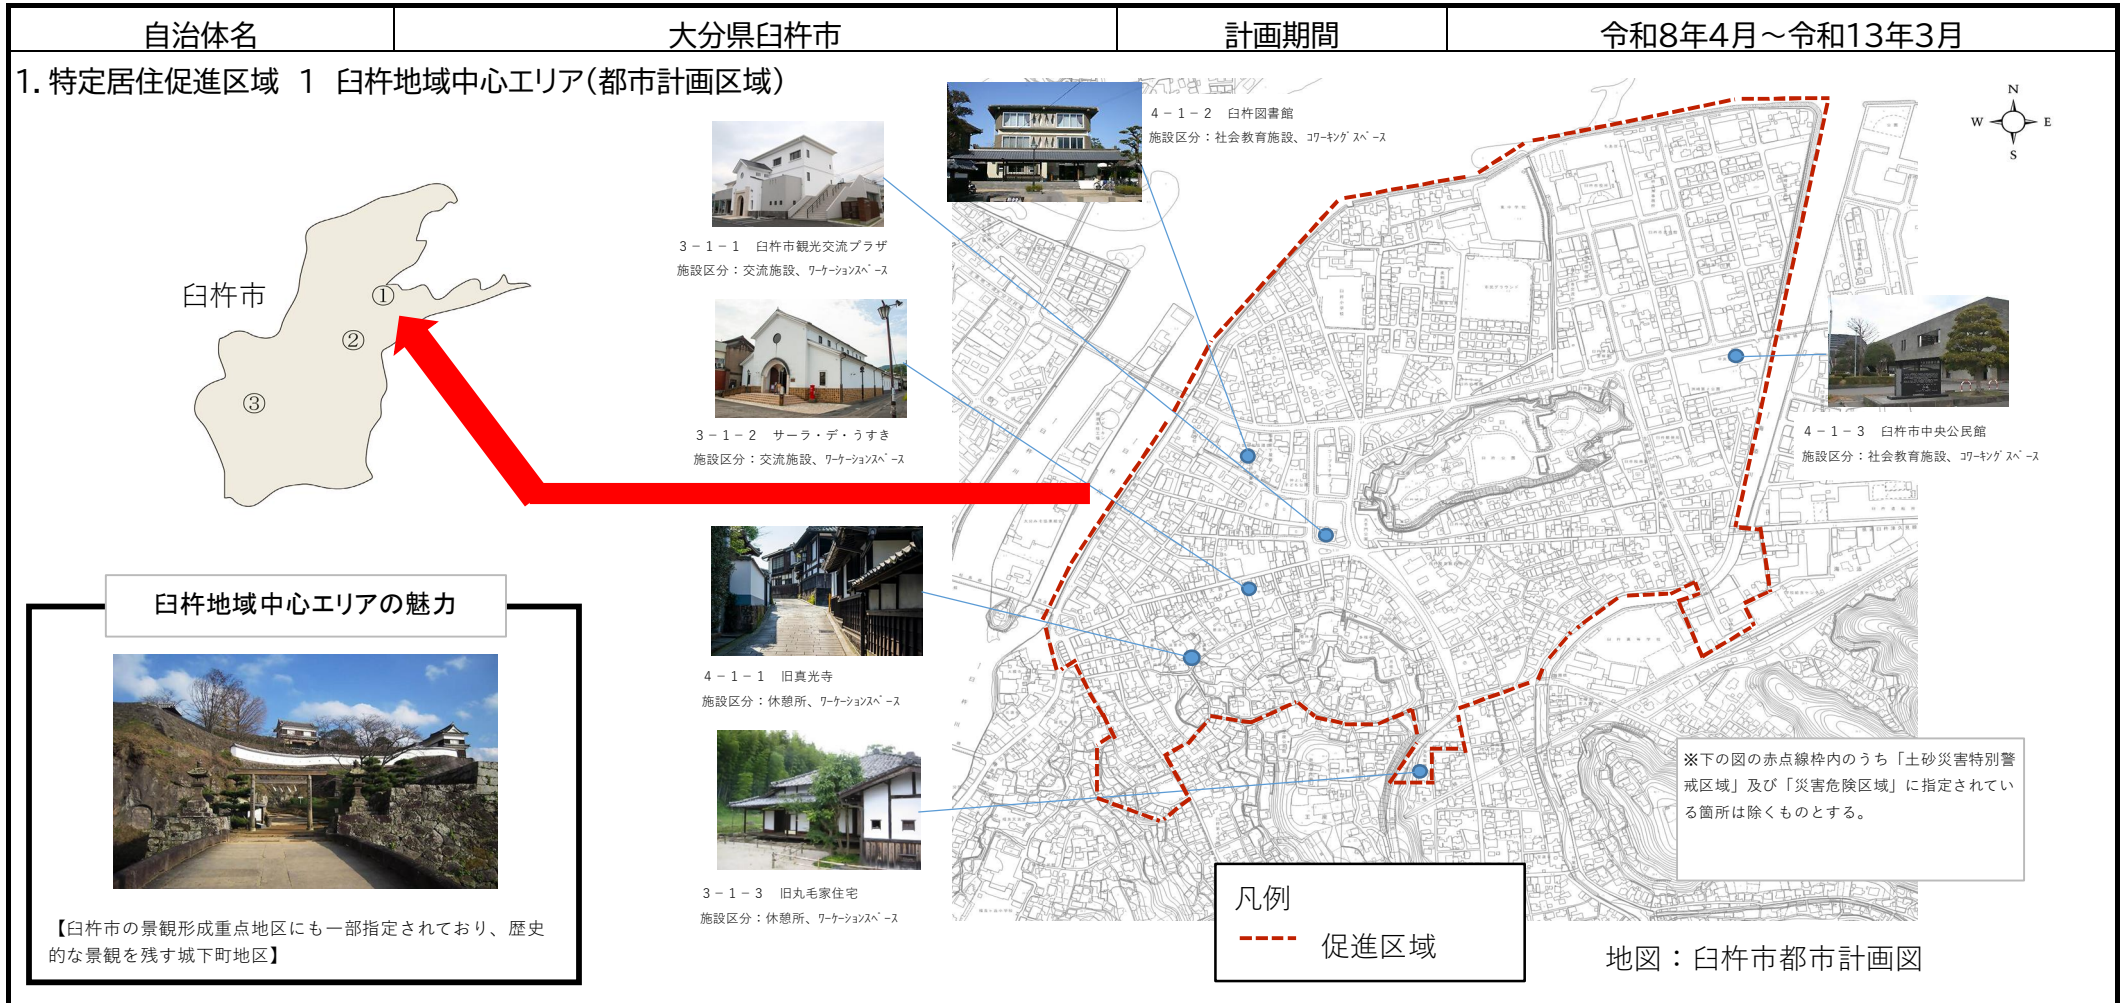 自治体名
大分県臼杵市
計画期間
令和8年4月～令和13年3月
1. 特定居住促進区域 1 臼杵地域中心エリア(都市計画区域)
N
W
E
S
4－1－2 臼杵図書館
施設区分：社会教育施設、ｺﾜｰｷﾝｸﾞｽﾍﾟｰｽ
3－1－1 臼杵市観光交流プラザ
施設区分：交流施設、ﾜｰｹｰｼｮﾝｽﾍﾟｰｽ
臼杵市
①
②
③
3－1－2 サーラ・デ・うすき
施設区分：交流施設、ﾜｰｹｰｼｮﾝｽﾍﾟｰｽ
4－1－3 臼杵市中央公民館
施設区分：社会教育施設、ｺﾜｰｷﾝｸﾞｽﾍﾟｰｽ
臼杵地域中心エリアの魅力
4－1－1 旧真光寺
施設区分：休憩所、ﾜｰｹｰｼｮﾝｽﾍﾟｰｽ
※下の図の赤点線枠内のうち「土砂災害特別警
戒区域」及び「災害危険区域」に指定されてい
る箇所は除くものとする。
3－1－3 旧丸毛家住宅
施設区分：休憩所、ﾜｰｹｰｼｮﾝｽﾍﾟｰｽ
【臼杵市の景観形成重点地区にも一部指定されており、歴史
的な景観を残す城下町地区】
凡例
促進区域
地図：臼杵市都市計画図